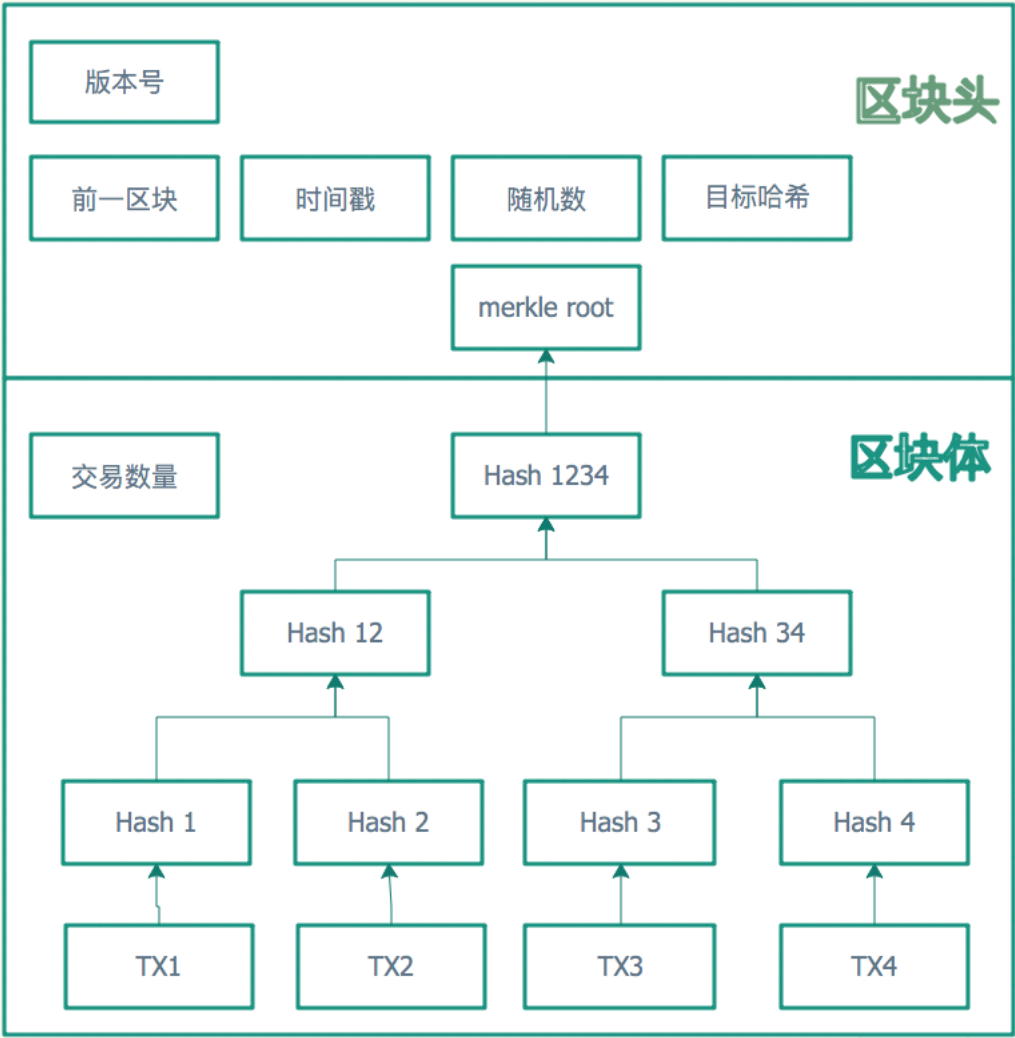 版本号
区块头
前一区块
时间戳
随机数
目标哈希
merkle root
交易数量
Hash 1234
区块体
Hash 12
Hash 34
Hash 1
Hash 2
Hash 3
Hash 4
TX1
TX2
TX3
TX4